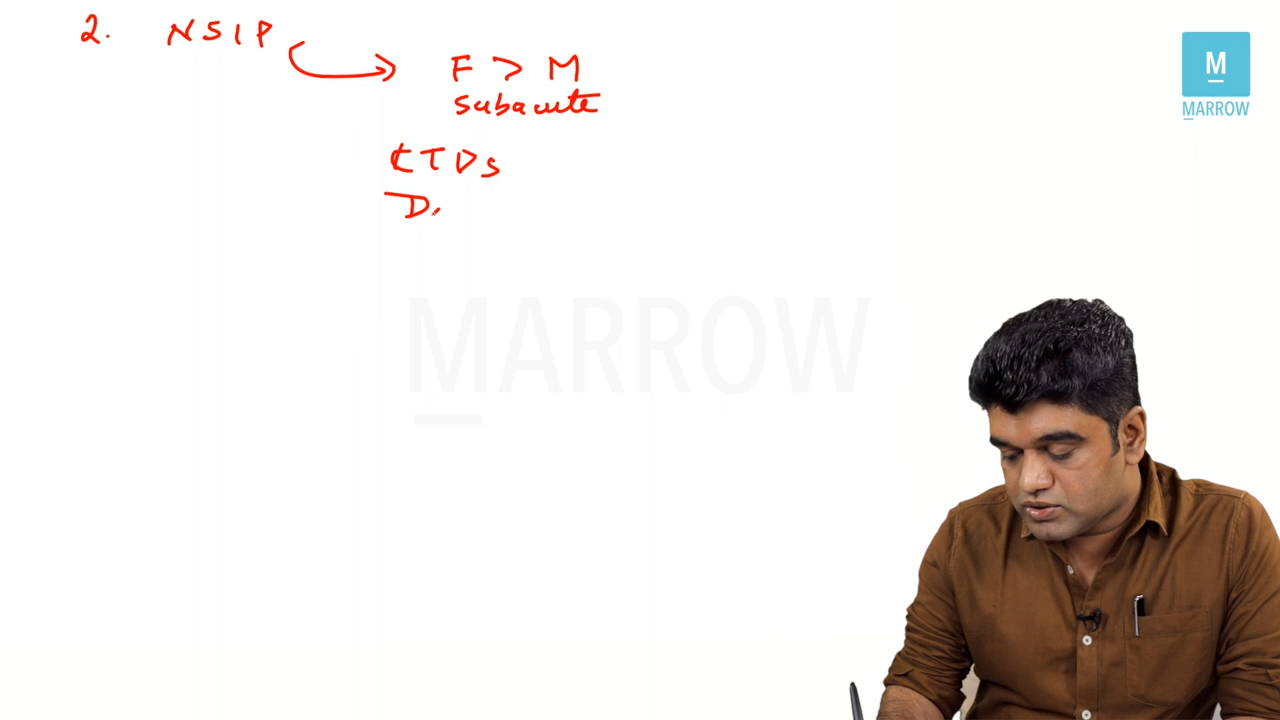 2. NSIP
F > M
subacute
CTDs
D.
M
MARROW
MARROW